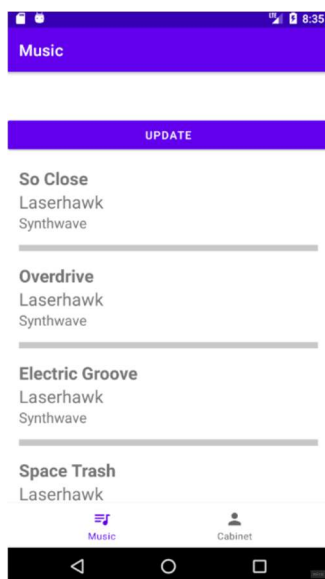 LTE 8:35
Music
UPDATE
So Close
Laserhawk
Synthwave
Overdrive
Laserhawk
Synthwave
Electric Groove
Laserhawk
Synthwave
Space Trash
Laserhawk
Music
Cabinet